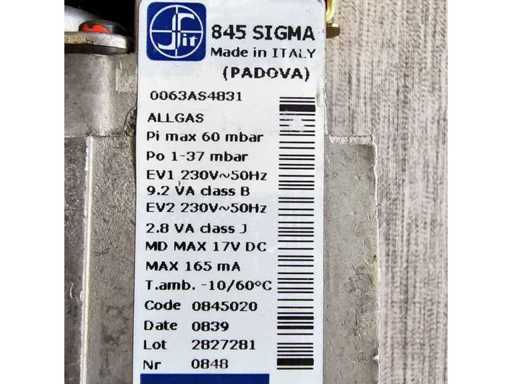 Sit
845 SIGMA
Made in ITALY
(PADOVA)
0063AS4831
ALLGAS
Pi max 60 mbar
Po 1-37 mbar
EV1 230V~50Hz
9.2 VA class B
EV2 230V~50Hz
2.8 VA class J
MD MAX 17V DC
MAX 165 mA
T.amb. -10/60°C
Code 0845020
Date 0839
Lot 2827281
Nr 0848